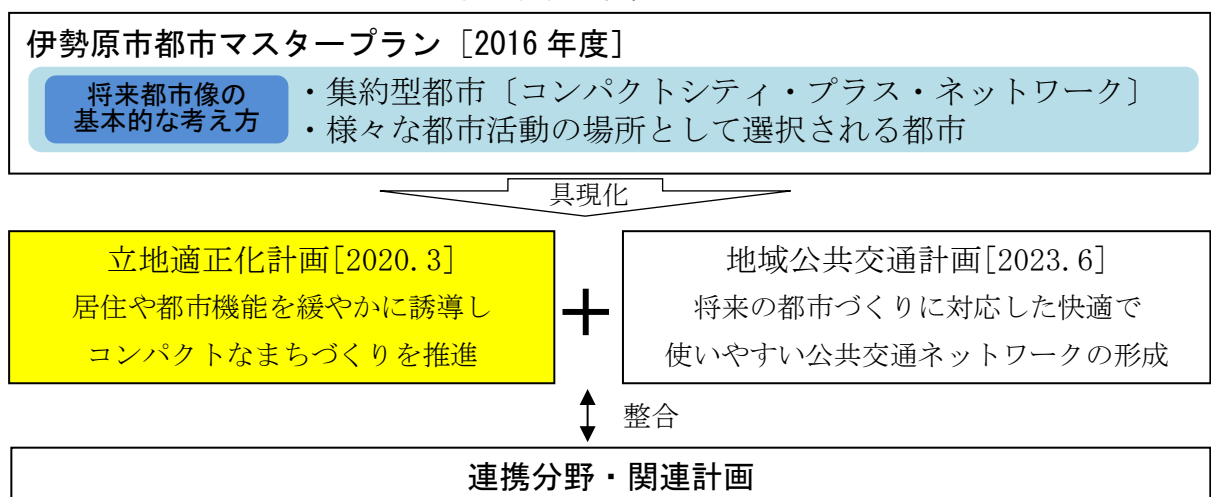 伊勢原市都市マスタープラン［2016年度］
将来都市像の
基本的な考え方
・集約型都市〔コンパクトシティ・プラス・ネットワーク〕
・様々な都市活動の場所として選択される都市
具現化
立地適正化計画[2020.3]
居住や都市機能を緩やかに誘導し
コンパクトなまちづくりを推進
＋
地域公共交通計画[2023.6]
将来の都市づくりに対応した快適で
使いやすい公共交通ネットワークの形成
整合
連携分野・関連計画